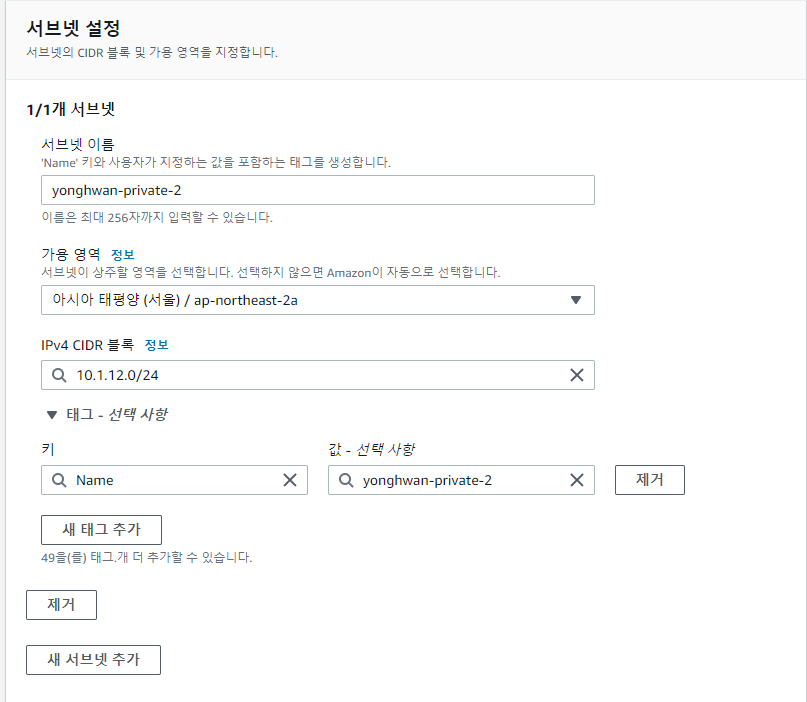 서브넷 설정
서브넷의 CIDR 블록 및 가용 영역을 지정합니다.
1/1개 서브넷
서브넷 이름
'Name' 키와 사용자가 지정하는 값을 포함하는 태그를 생성합니다.
yonghwan-private-2
이름은 최대 256자까지 입력할 수 있습니다.
가용 영역 정보
서브넷이 상주할 영역을 선택합니다. 선택하지 않으면 Amazon이 자동으로 선택합니다.
아시아 태평양 (서울) / ap-northeast-2a
IPv4 CIDR 블록 정보
10.1.12.0/24
태그 - 선택 사항
키 값 - 선택 사항
Name yonghwan-private-2 제거
새 태그 추가
49을(를) 태그.개 더 추가할 수 있습니다.
제거
새 서브넷 추가